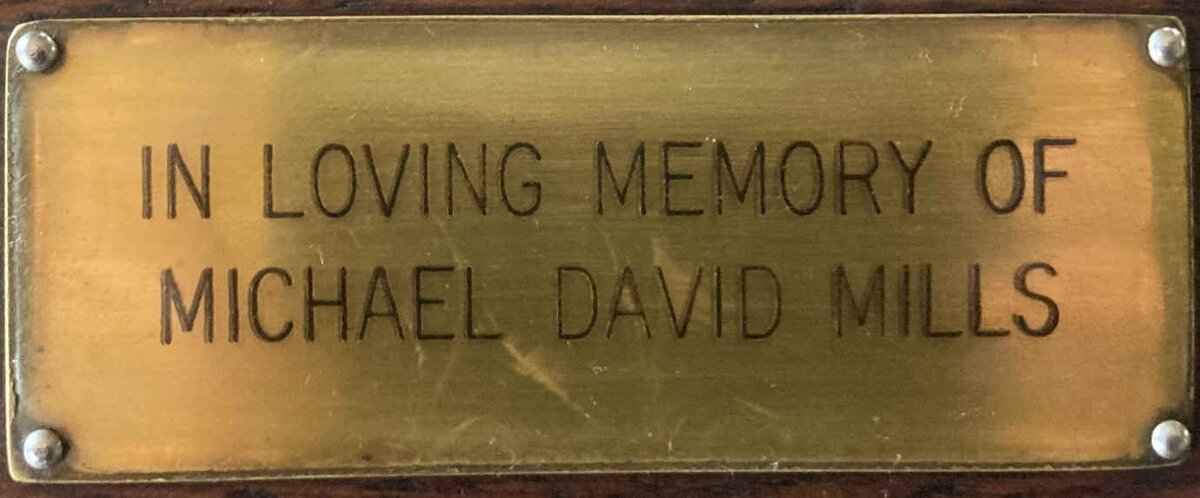 IN LOVING MEMORY OF
MICHAEL DAVID MILLS